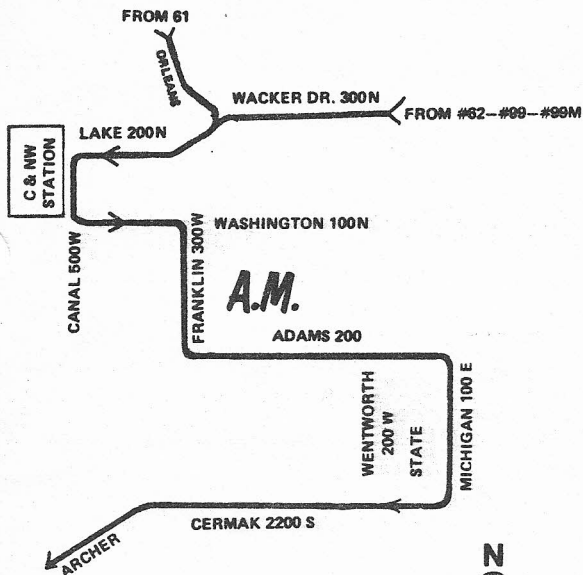 FROM 61
ORLEANS
WACKER DR. 300N
FROM #62-#99-#99M
LAKE 200N
C & NW
STATION
CANAL 500W
WASHINGTON 100N
FRANKLIN 300W
A.M.
ADAMS 200
WENTWORTH
200 W
STATE
MICHIGAN 100 E
CERMAK 2200 S
ARCHER
N